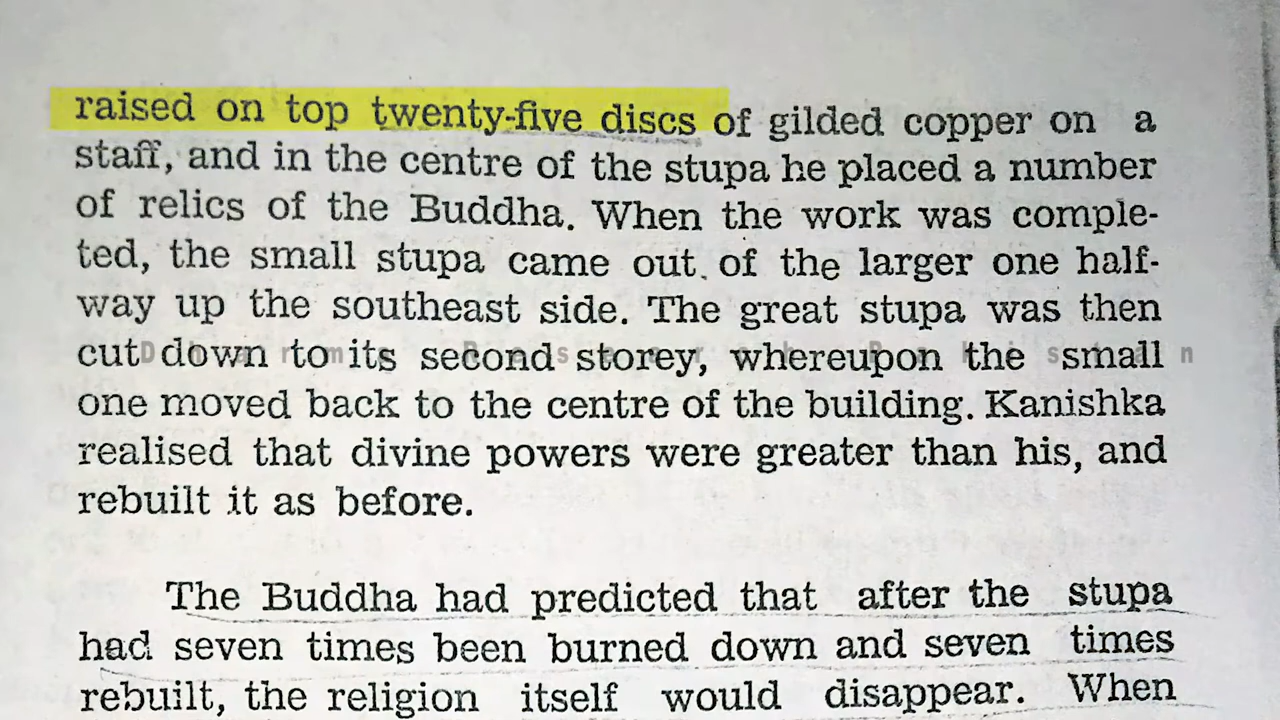 raised on top twenty-five discs of gilded copper on a
staff, and in the centre of the stupa he placed a number
of relics of the Buddha. When the work was comple-
ted, the small stupa came out of the larger one half-
way up the southeast side. The great stupa was then
cut down to its second storey, whereupon the small
one moved back to the centre of the building. Kanishka
realised that divine powers were greater than his, and
rebuilt it as before.
The Buddha had predicted that after the stupa
had seven times been burned down and seven times
rebuilt, the religion itself would disappear. When